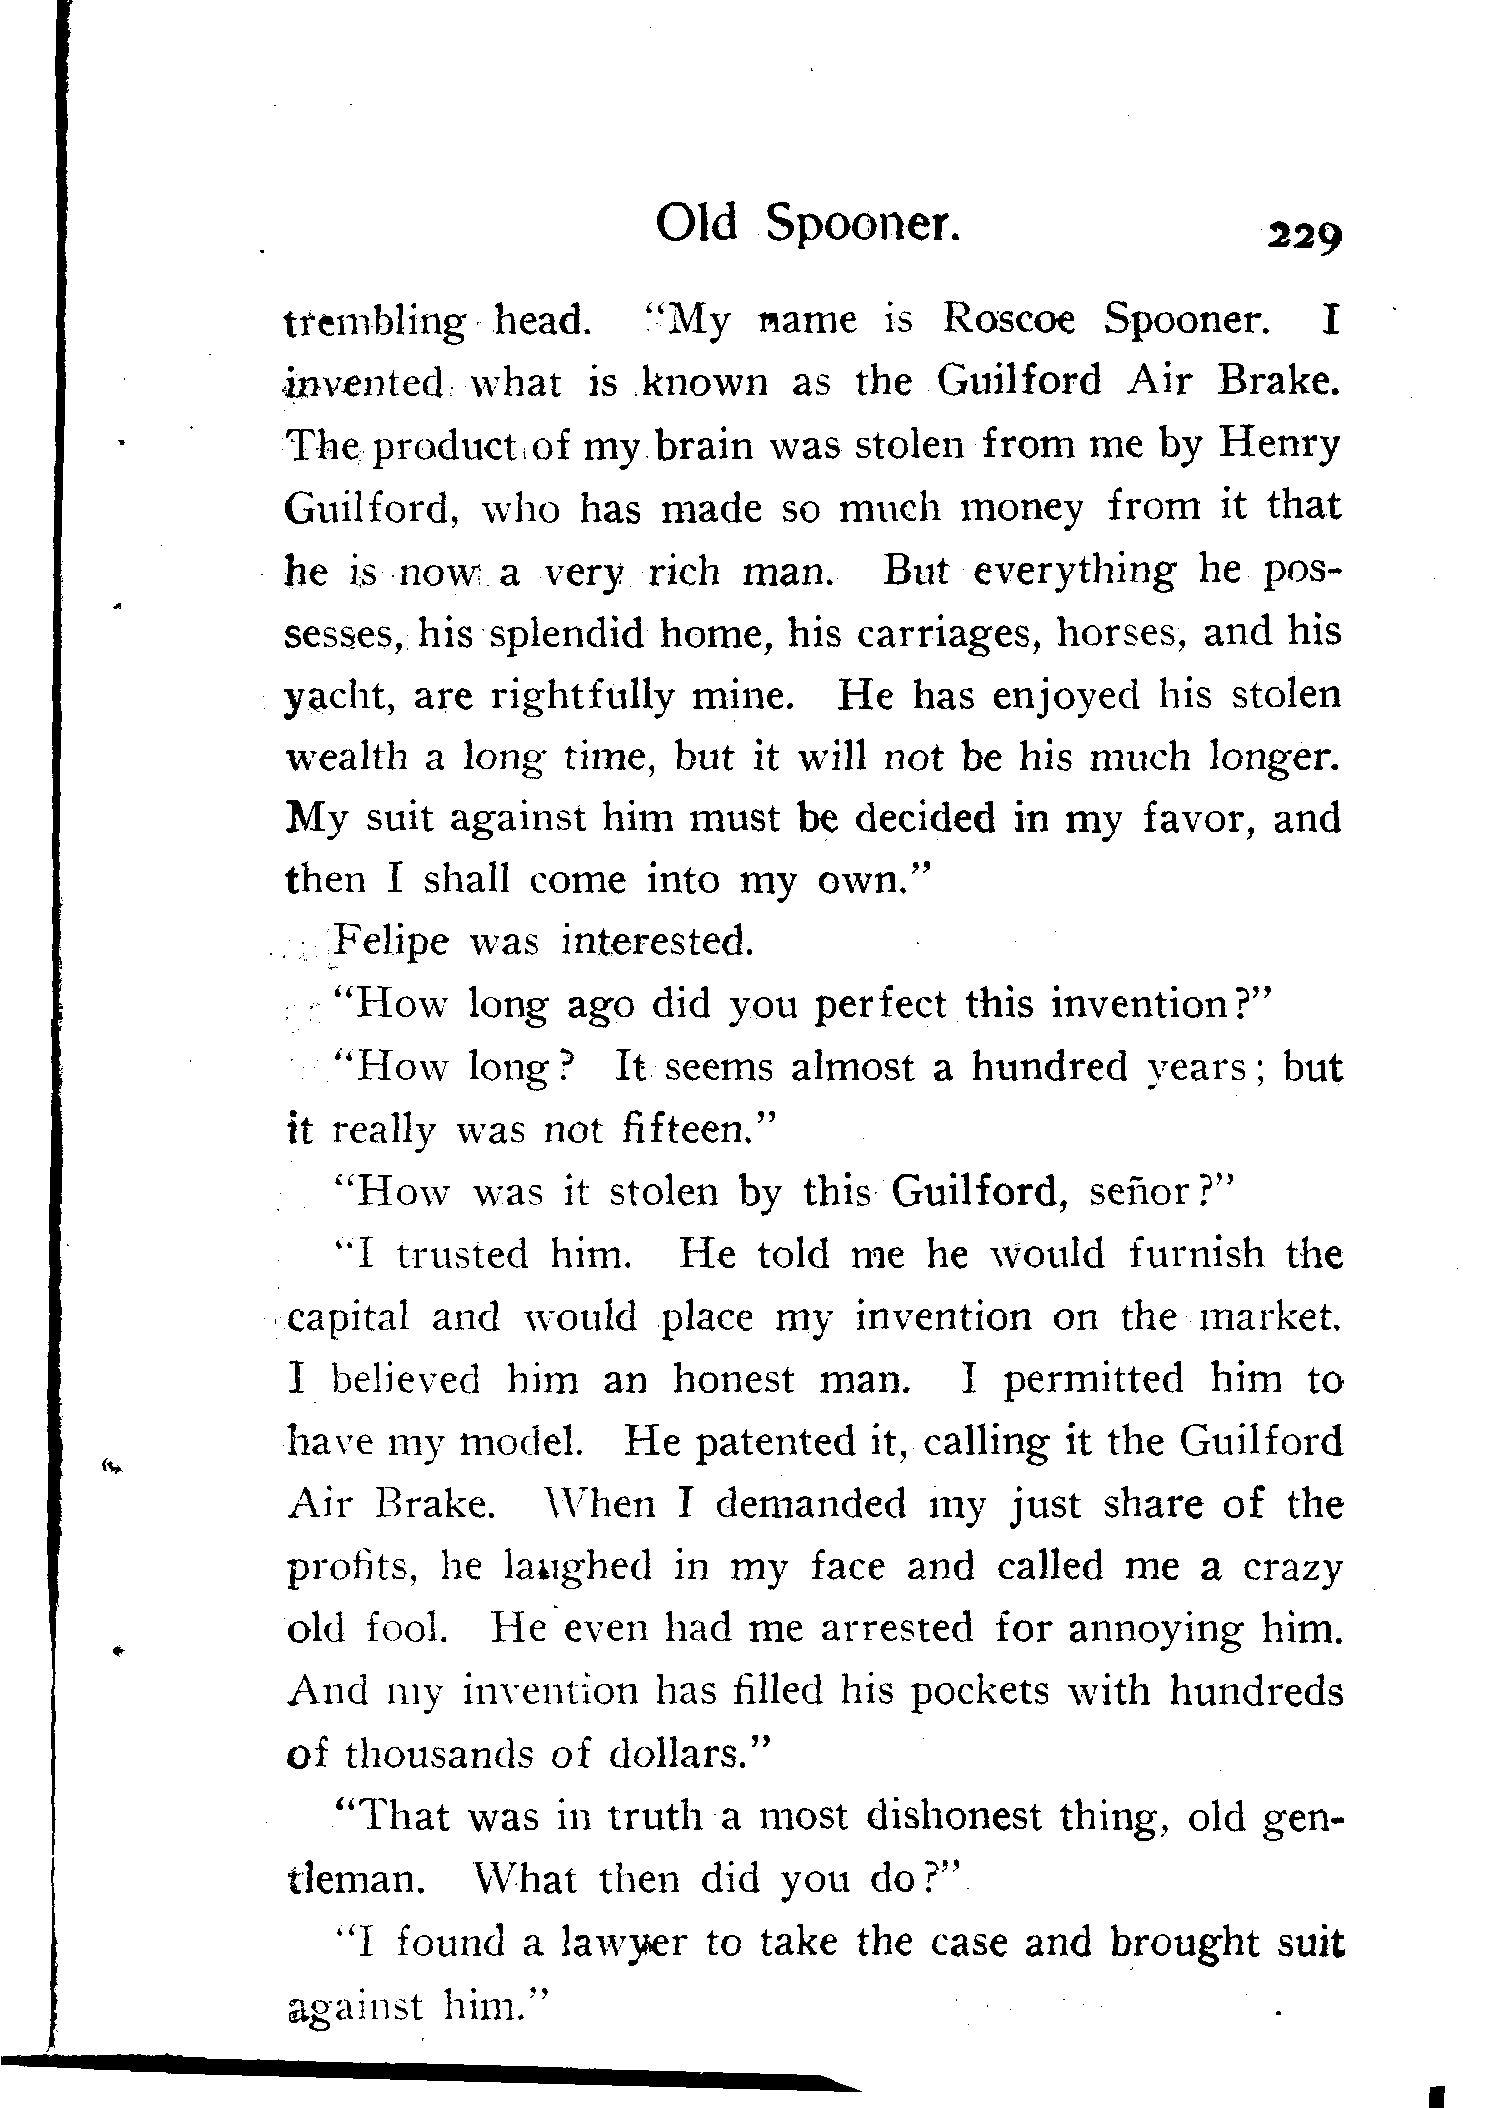 Old Spooner. 229
trembling head. "My name is Roscoe Spooner. I
invented what is known as the Guilford Air Brake.
The product of my brain was stolen from me by Henry
Guilford, who has made so much money from it that
he is now a very rich man. But everything he pos-
sesses, his splendid home, his carriages, horses, and his
yacht, are rightfully mine. He has enjoyed his stolen
wealth a long time, but it will not be his much longer.
My suit against him must be decided in my favor, and
then I shall come into my own."
Felipe was interested.
"How long ago did you perfect this invention?"
"How long? It seems almost a hundred years; but
it really was not fifteen."
"How was it stolen by this Guilford, señor?"
"I trusted him. He told me he would furnish the
capital and would place my invention on the market.
I believed him an honest man. I permitted him to
have my model. He patented it, calling it the Guilford
Air Brake. When I demanded my just share of the
profits, he laughed in my face and called me a crazy
old fool. He even had me arrested for annoying him.
And my invention has filled his pockets with hundreds
of thousands of dollars."
"That was in truth a most dishonest thing, old gen-
tleman. What then did you do?"
"I found a lawyer to take the case and brought suit
against him."